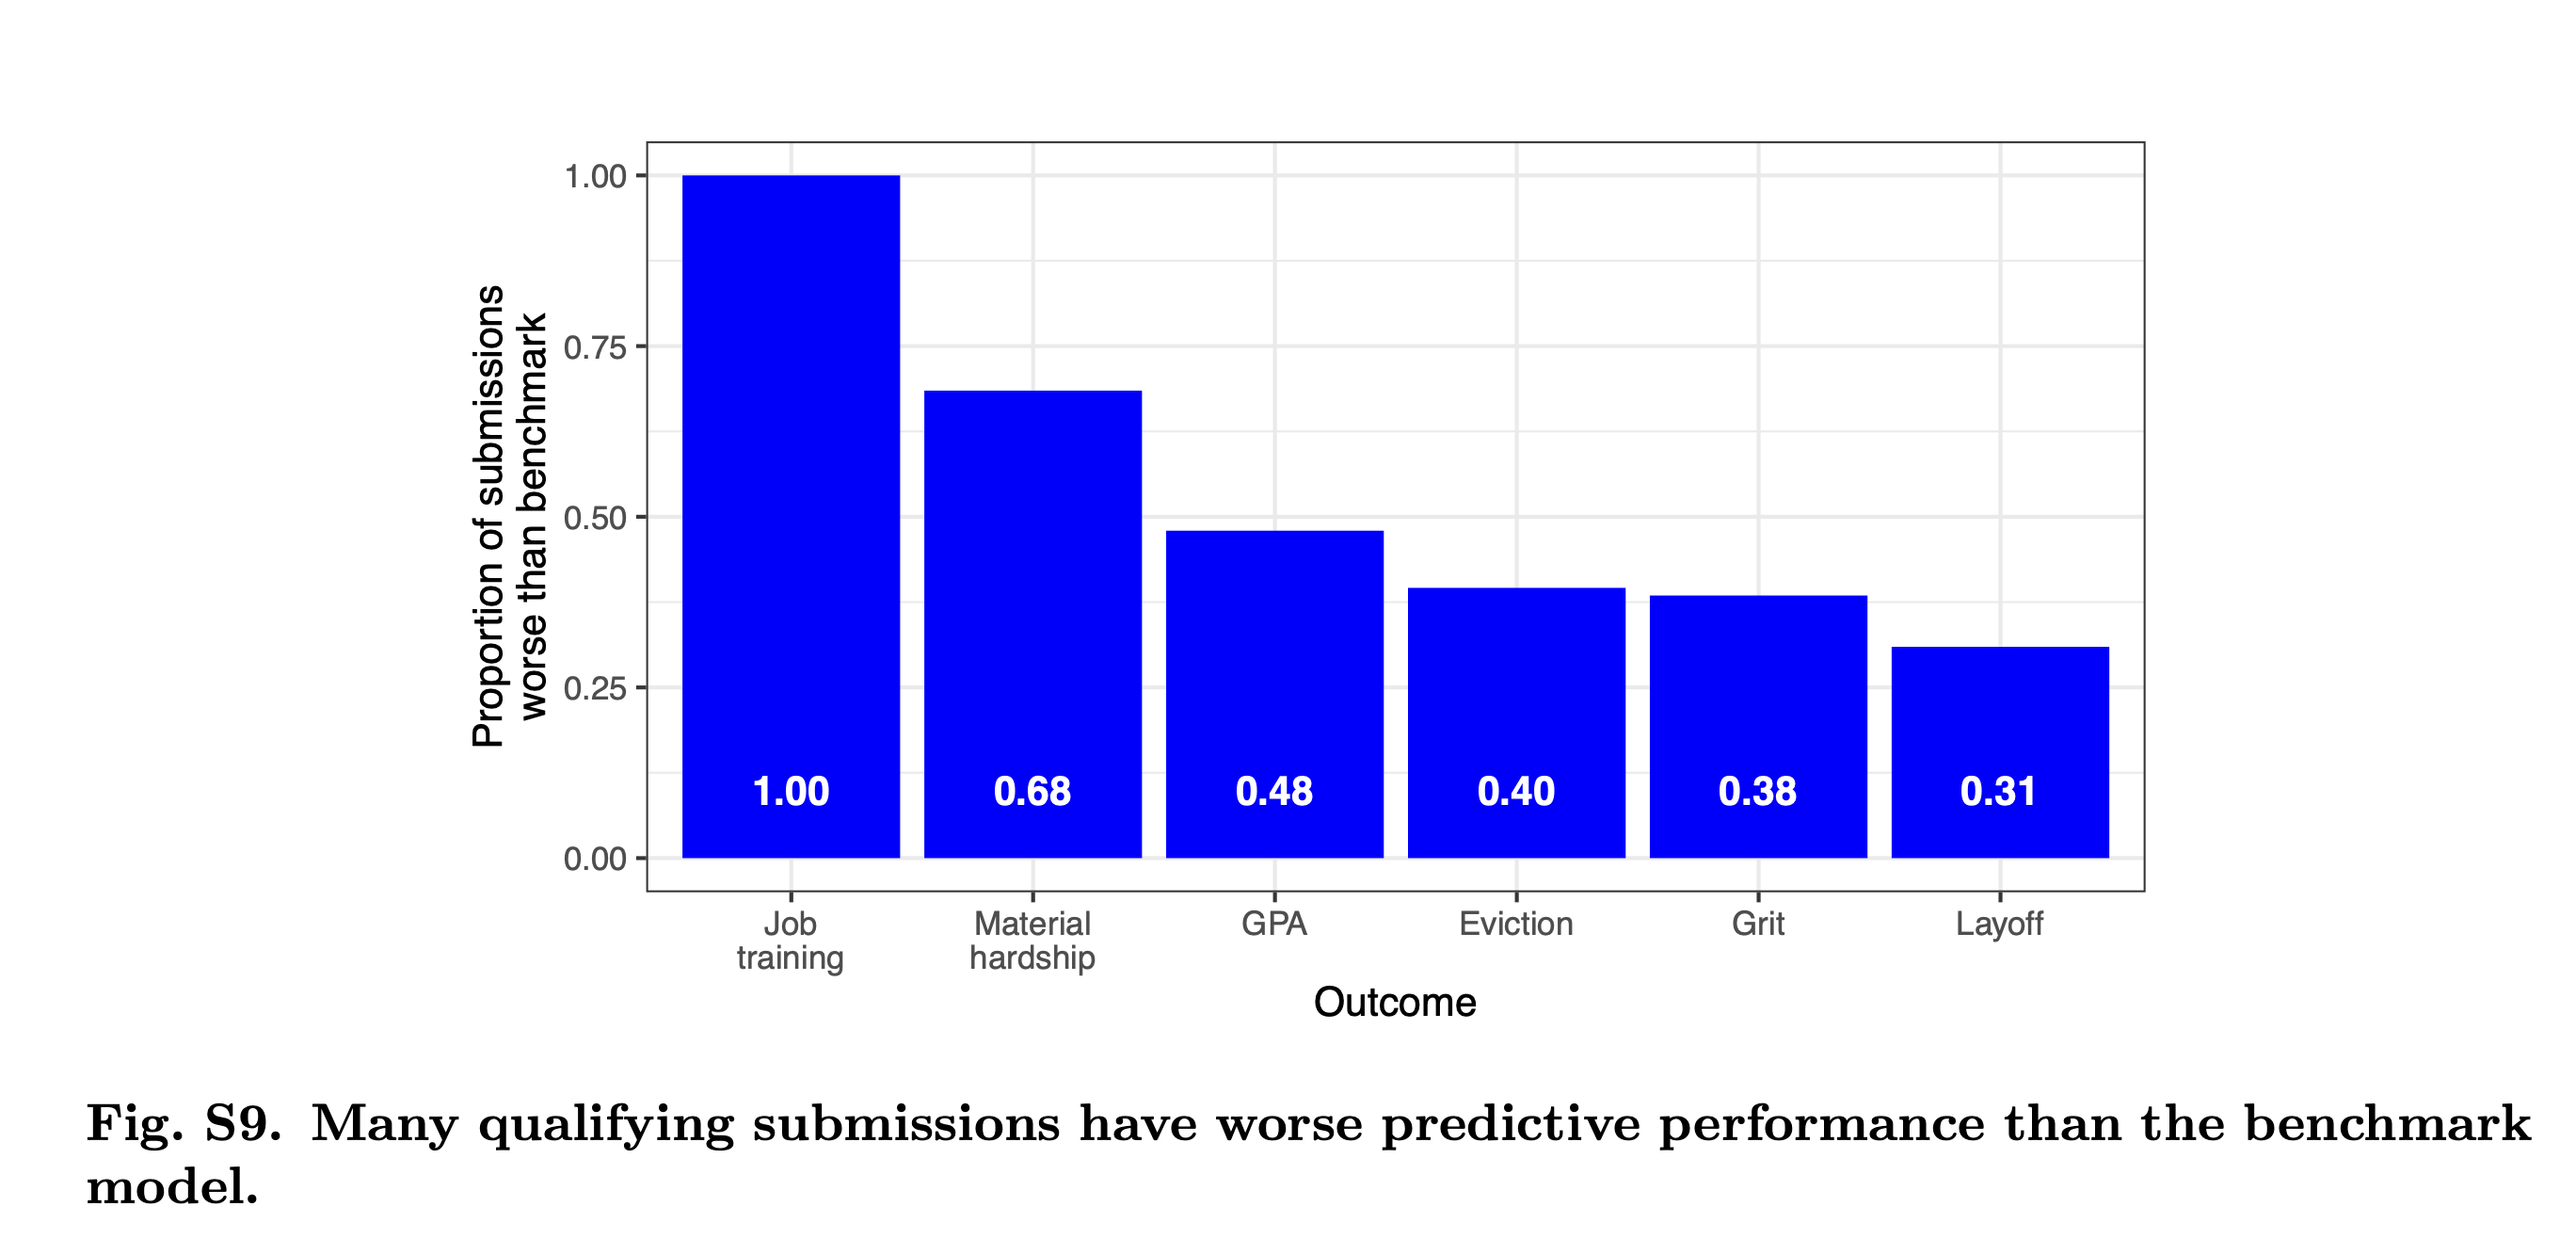 Proportion of submissions
worse than benchmark
1.00
0.75
0.50
0.25
0.00
1.00
0.68
0.48
0.40
0.38
0.31
Job
training
Material
hardship
GPA
Eviction
Grit
Layoff
Outcome
Fig. S9. Many qualifying submissions have worse predictive performance than the benchmark
model.